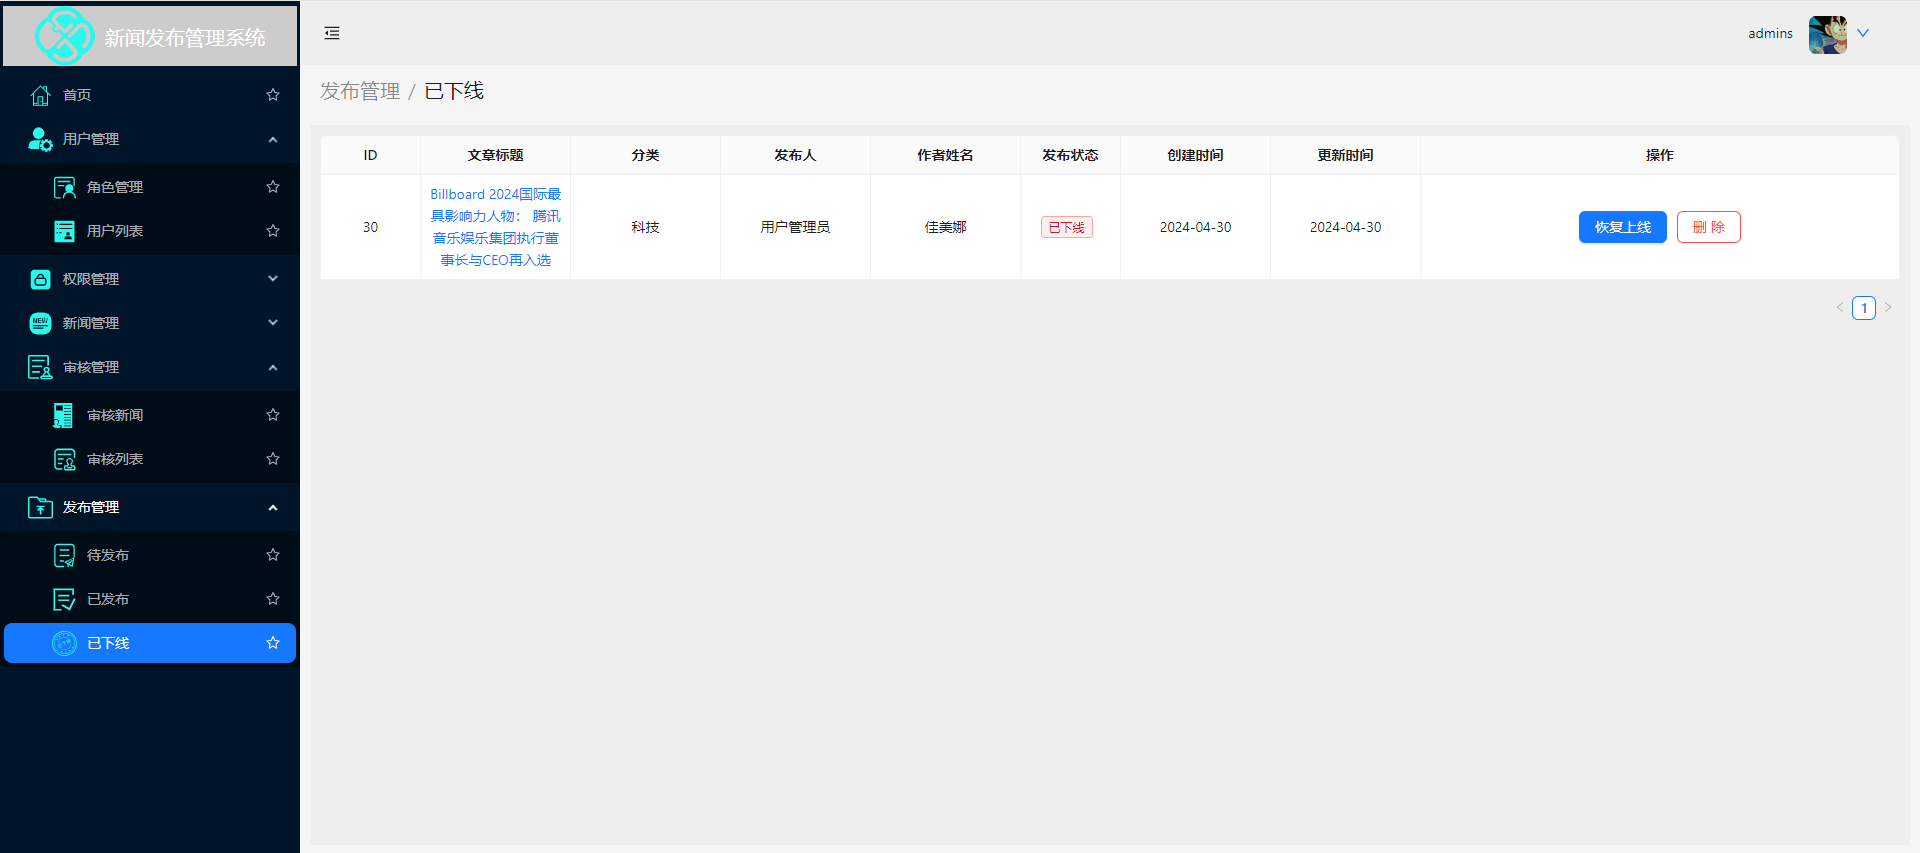 新闻发布管理系统
admins
首页
用户管理
角色管理
用户列表
权限管理
新闻管理
审核管理
审核新闻
审核列表
发布管理
待发布
已发布
已下线
发布管理 / 已下线
ID 文章标题 分类 发布人 作者姓名 发布状态 创建时间 更新时间 操作
30
Billboard 2024国际最
具影响力人物： 腾讯
音乐娱乐集团执行董
事长与CEO再入选
科技
用户管理员
佳美娜
已下线
2024-04-30
2024-04-30
恢复上线
删 除
1